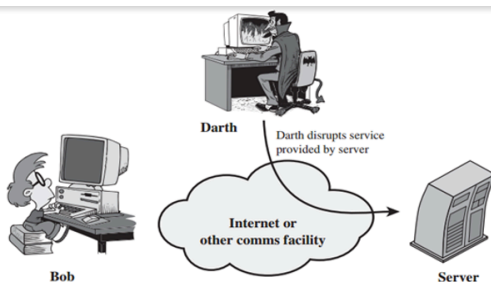 Darth
Darth disrupts service
provided by server
Internet or
other comms facility
Bob
Server